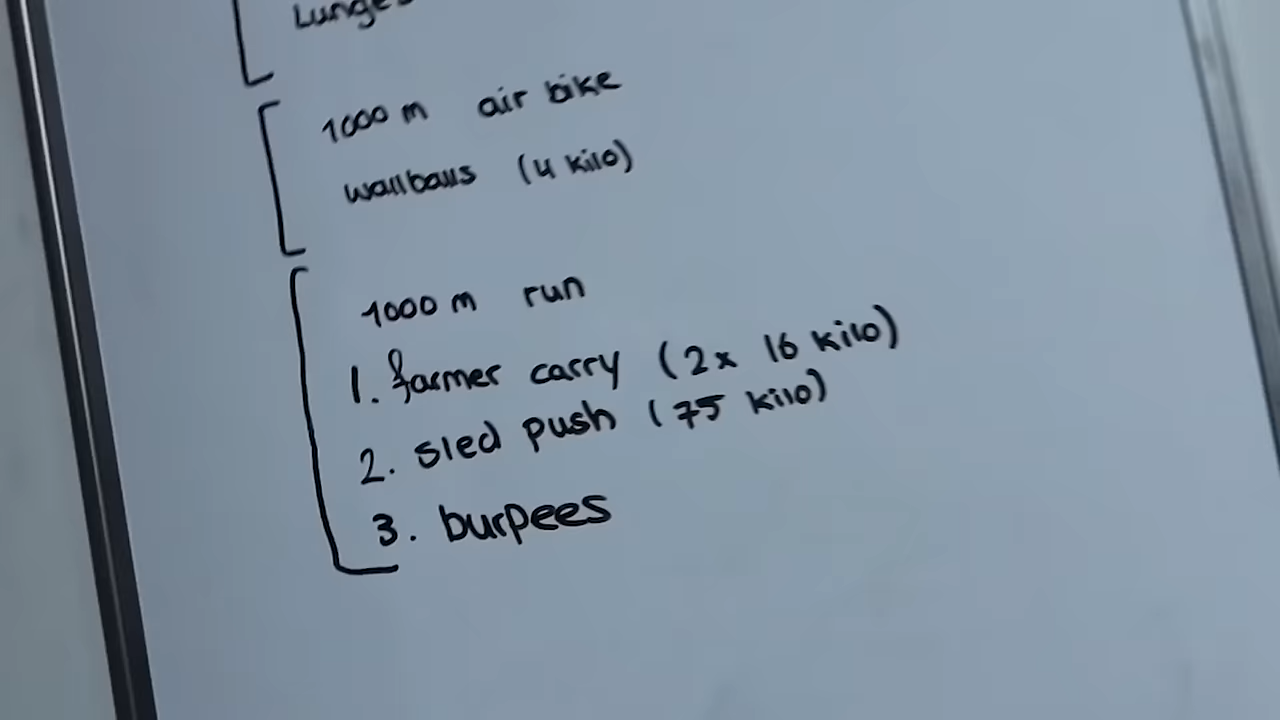 Lunges
1000 m air bike
wallballs (4 kilo)
1000 m run
1. farmer carry (2x 16 kilo)
2. sled push (75 kilo)
3. burpees